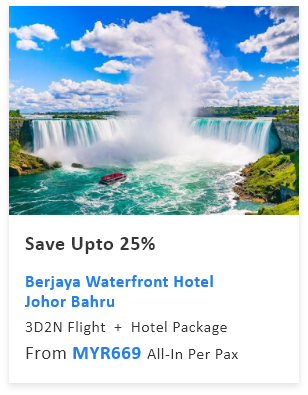 Save Upto 25%
Berjaya Waterfront Hotel
Johor Bahru
3D2N Flight + Hotel Package
From MYR669 All-In Per Pax